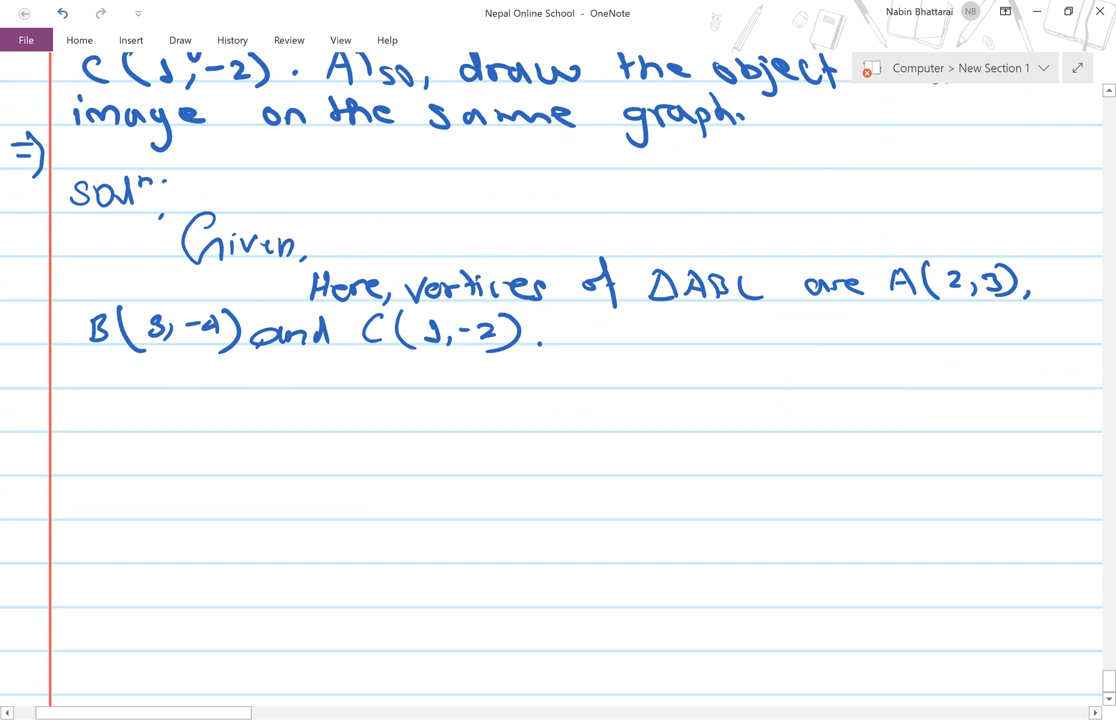 Nepal Online School - OneNote
Nabin Bhattarai NB
File Home Insert Draw History Review View Help
Computer > New Section 1
C(1,-2). Also, draw the object
image on the same graph.
=>
Soln:
Given,
Here, vertices of ΔABC are A(2,3),
B(3,-4) and C(1,-2).